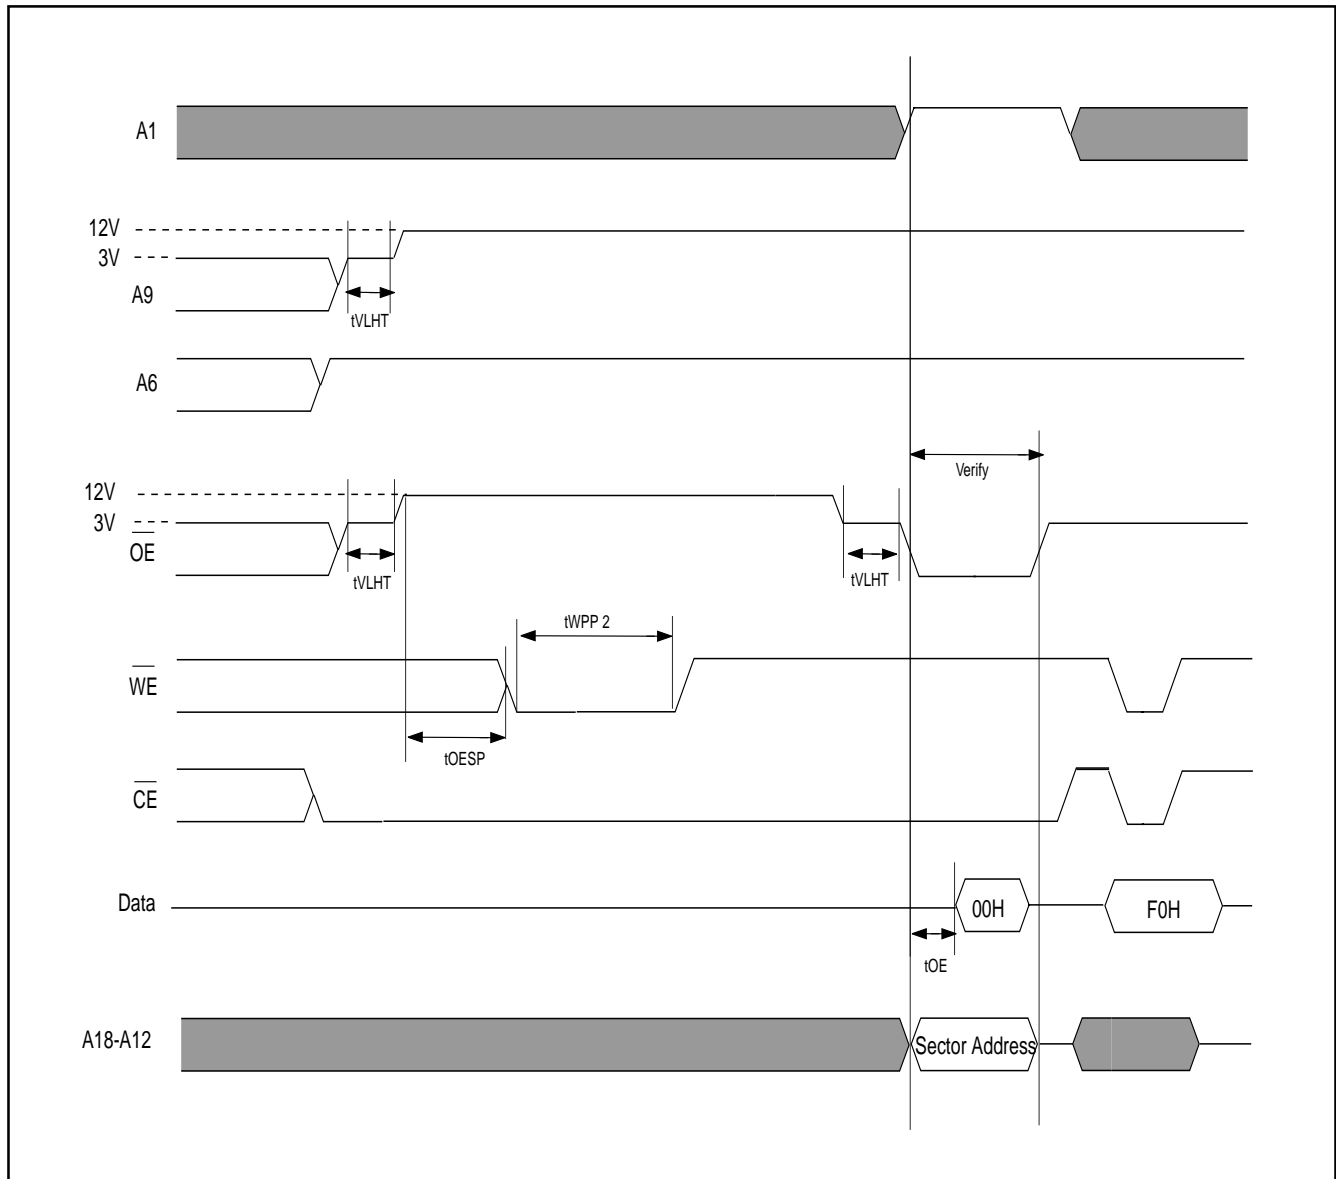 A1
12V
3V
A9
tVLHT
A6
Verify
12V
3V
OE
tVLHT
tVLHT
tWPP 2
WE
tOESP
CE
Data
00H
F0H
tOE
A18-A12
Sector Address